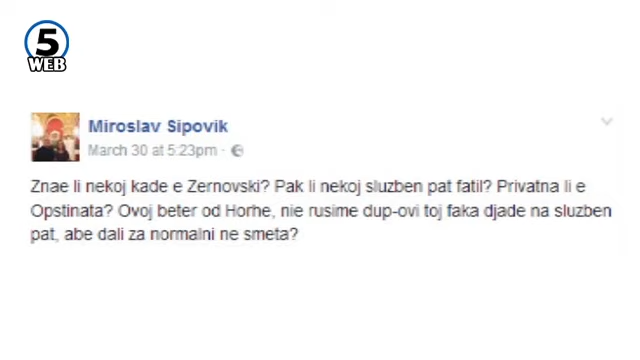 5
WEB
Miroslav Sipovik
March 30 at 5:23pm ·
Znae li nekoj kade e Zernovski? Pak li nekoj sluzben pat fatil? Privatna li e
Opstinata? Ovoj beter od Horhe, nie rusime dup-ovi toj faka djade na sluzben
pat, abe dali za normalni ne smeta?